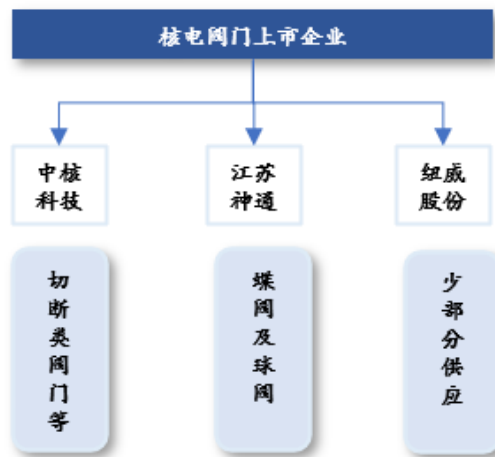 核电阀门上市企业
中核
科技
江苏
神通
纽威
股份
切断类阀门等
蝶阀及球阀
少部分供应